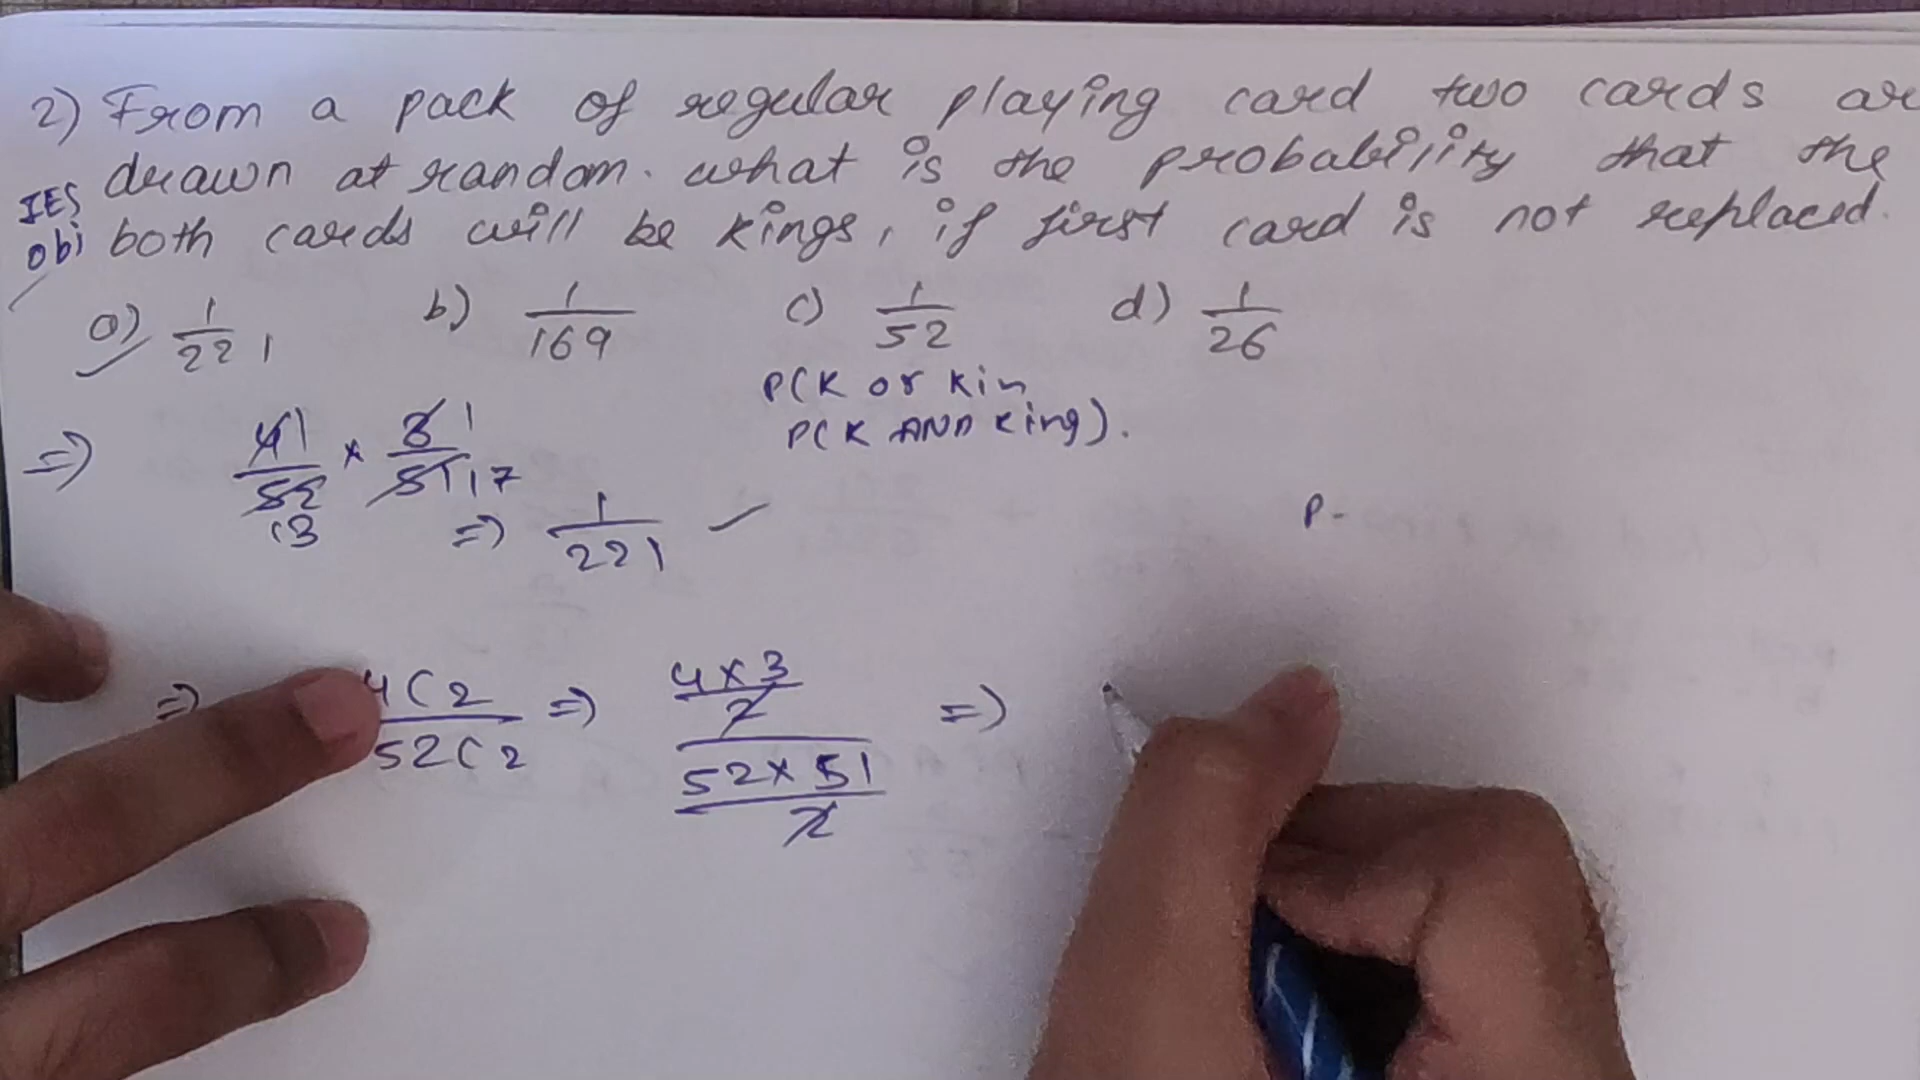 2) From a pack of regular playing card two cards
drawn at random. what is the probability that the
IES
obj
both cards will be kings, if first card is not replaced.
a) 1/221 b) 1/169 c) 1/52 d) 1/26
P(K or Kin
P(K AND King).
=> 4 1/52 13 × 3 1/51 17
=> 1/221
P-
=> 4C2/52C2 => (4×3/2)/(52×51/2) =>